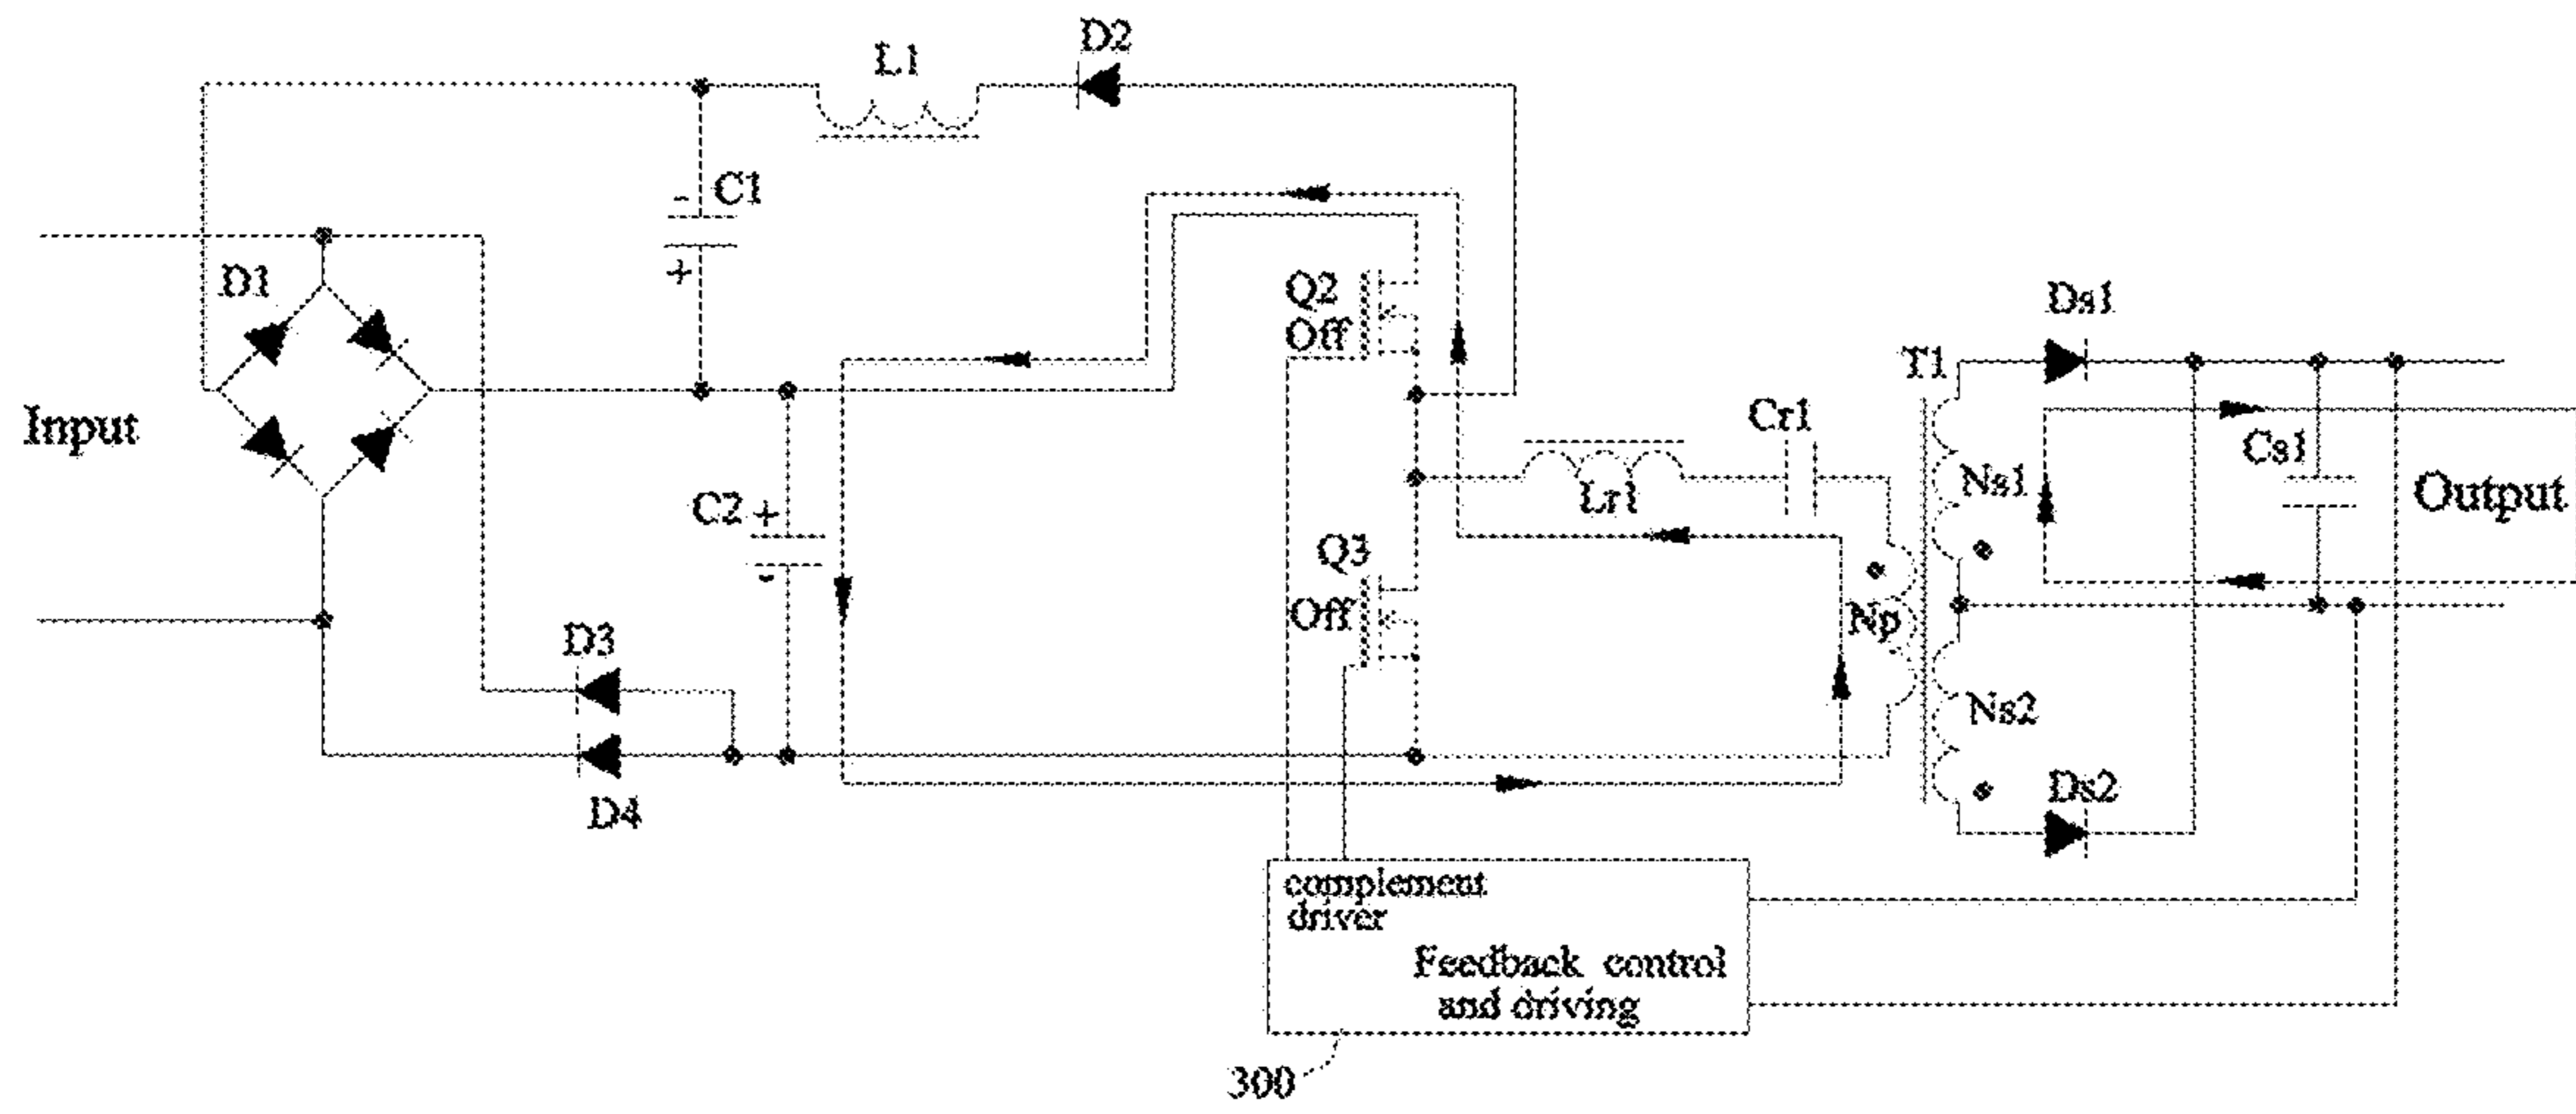 D2
L1
- C1
+
D1
Q2
Off
Ds1
T1
Cr1
Input
Ns1
Cs1
Output
Lr1
C2 +
-
Q3
Off
Np
D3
Ns2
D4
Ds2
complement
driver
Feedback control
and driving
300